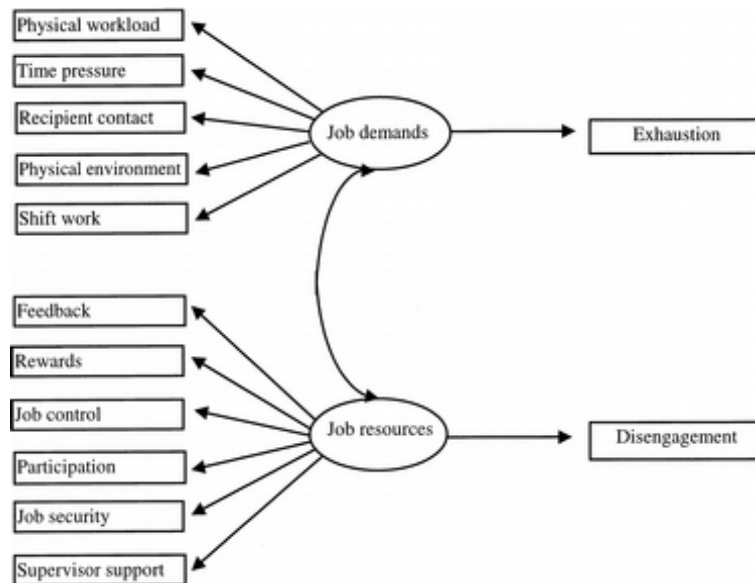 Physical workload
Time pressure
Recipient contact
Physical environment
Shift work
Job demands
Exhaustion
Feedback
Rewards
Job control
Participation
Job security
Supervisor support
Job resources
Disengagement